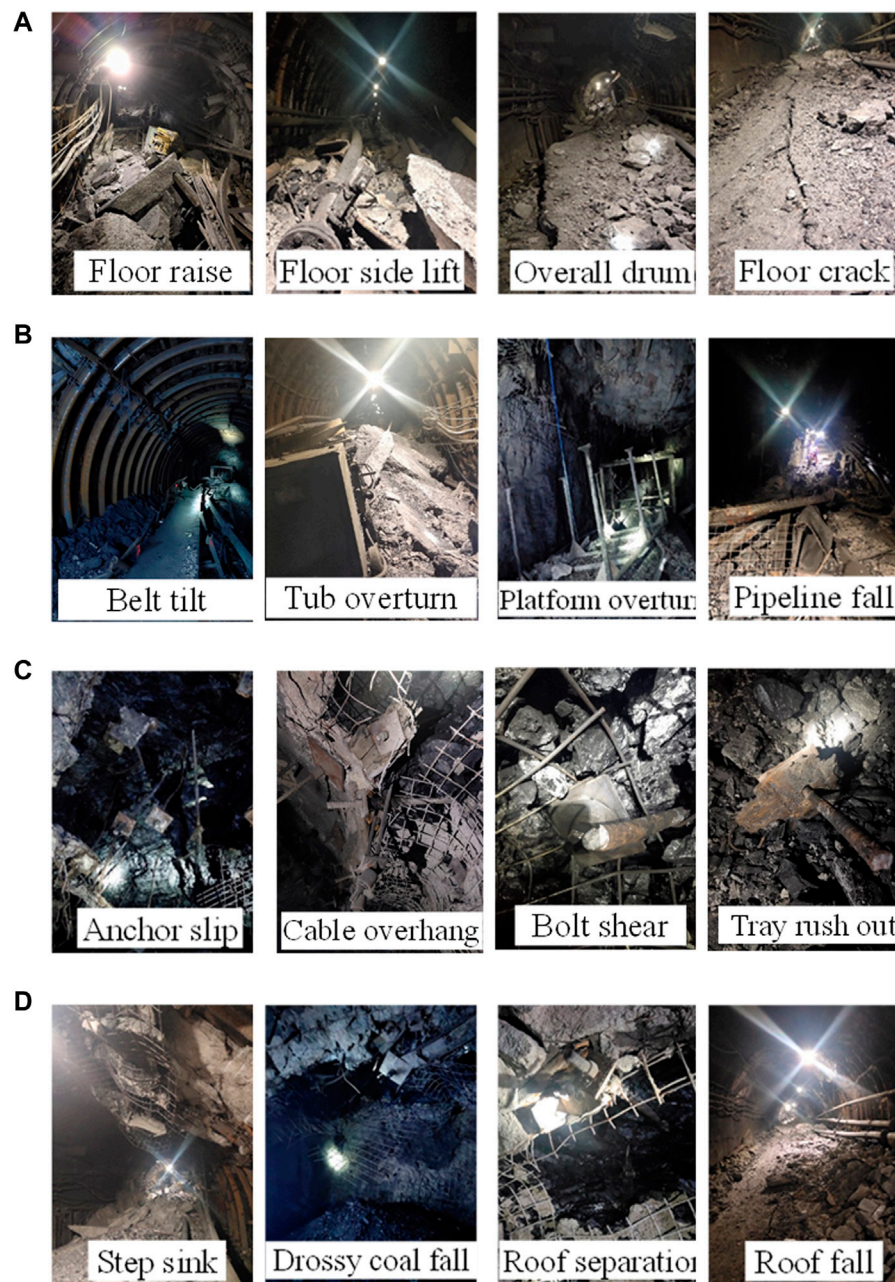 A
Floor raise
Floor side lift
Overall drum
Floor crack
B
Belt tilt
Tub overturn
Platform overturn
Pipeline fall
C
Anchor slip
Cable overhang
Bolt shear
Tray rush out
D
Step sink
Drossy coal fall
Roof separation
Roof fall